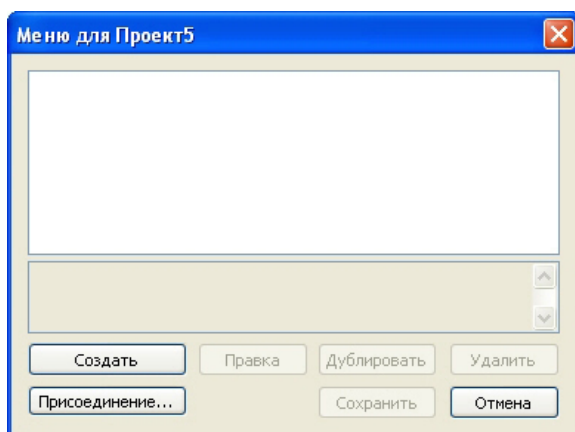 Меню для Проект5
Создать Правка Дублировать Удалить
Присоединение... Сохранить Отмена